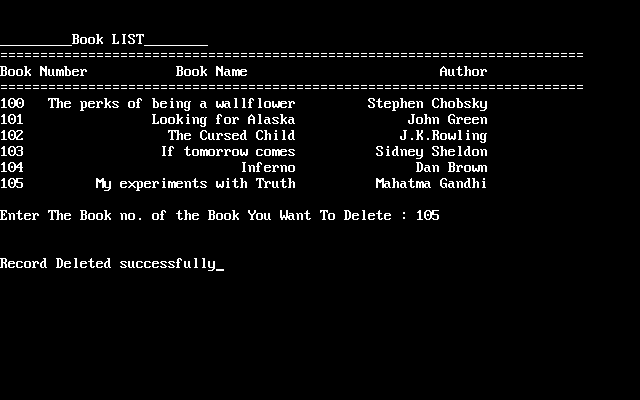 _________Book LIST________
=========================================================================
Book Number           Book Name                        Author
=========================================================================
100   The perks of being a wallflower         Stephen Chobsky
101                Looking for Alaska              John Green
102                  The Cursed Child             J.K.Rowling
103                 If tomorrow comes          Sidney Sheldon
104                           Inferno               Dan Brown
105         My experiments with Truth          Mahatma Gandhi
Enter The Book no. of the Book You Want To Delete : 105
Record Deleted successfully_